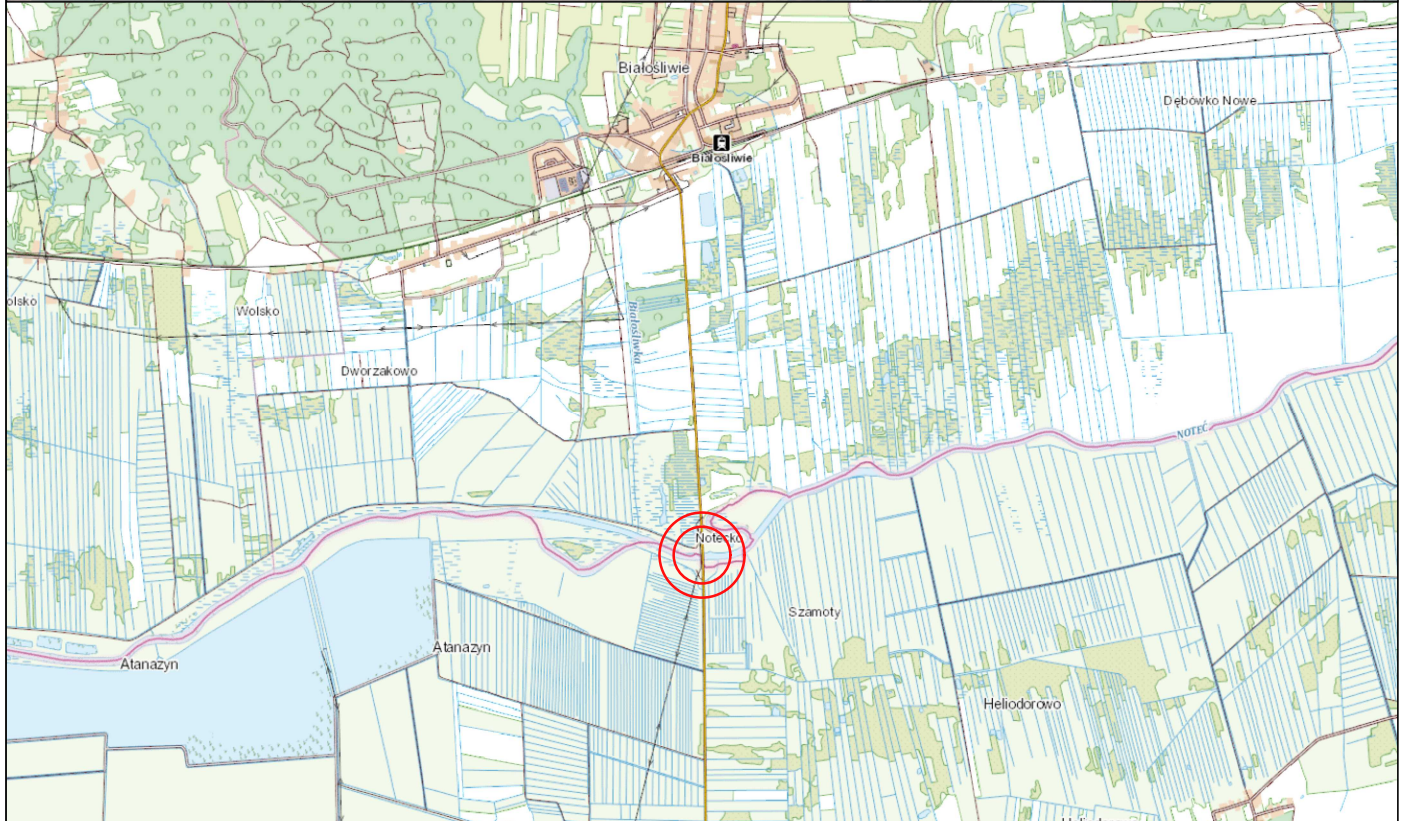 Białośliwie
Dębówko Nowe
Białośliwie
olsko
Wolsko
Białośliwka
Dworzakowo
NOTEĆ
Notecko
Szamoty
Atanazyn
Atanazyn
Heliodorowo